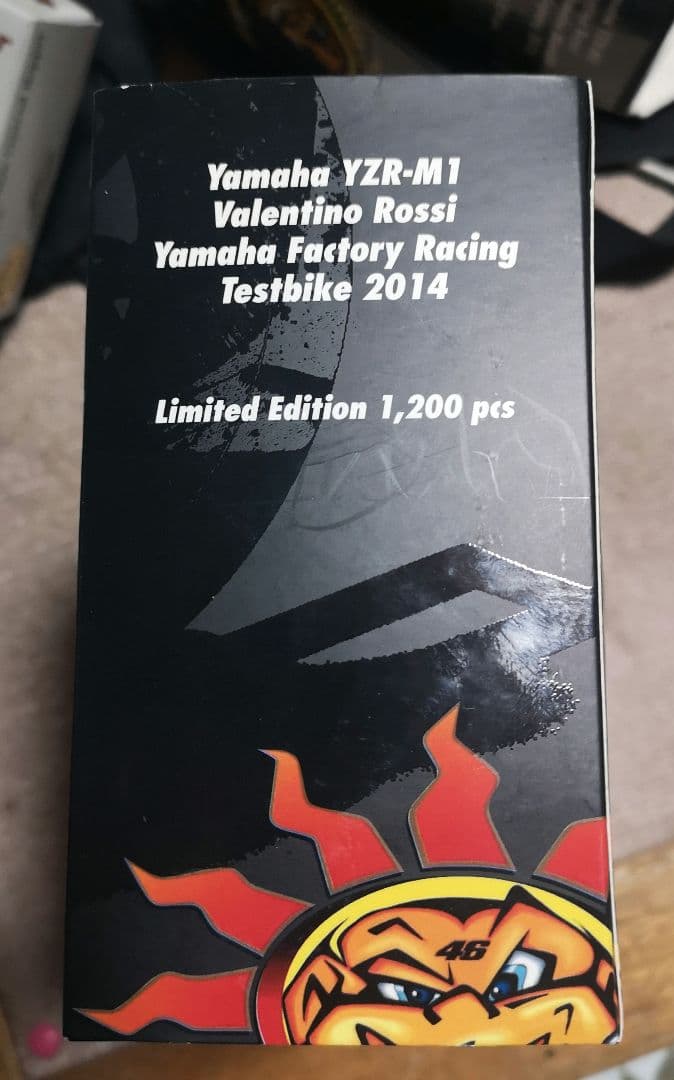 Yamaha YZR-M1
Valentino Rossi
Yamaha Factory Racing
Testbike 2014
Limited Edition 1,200 pcs
46